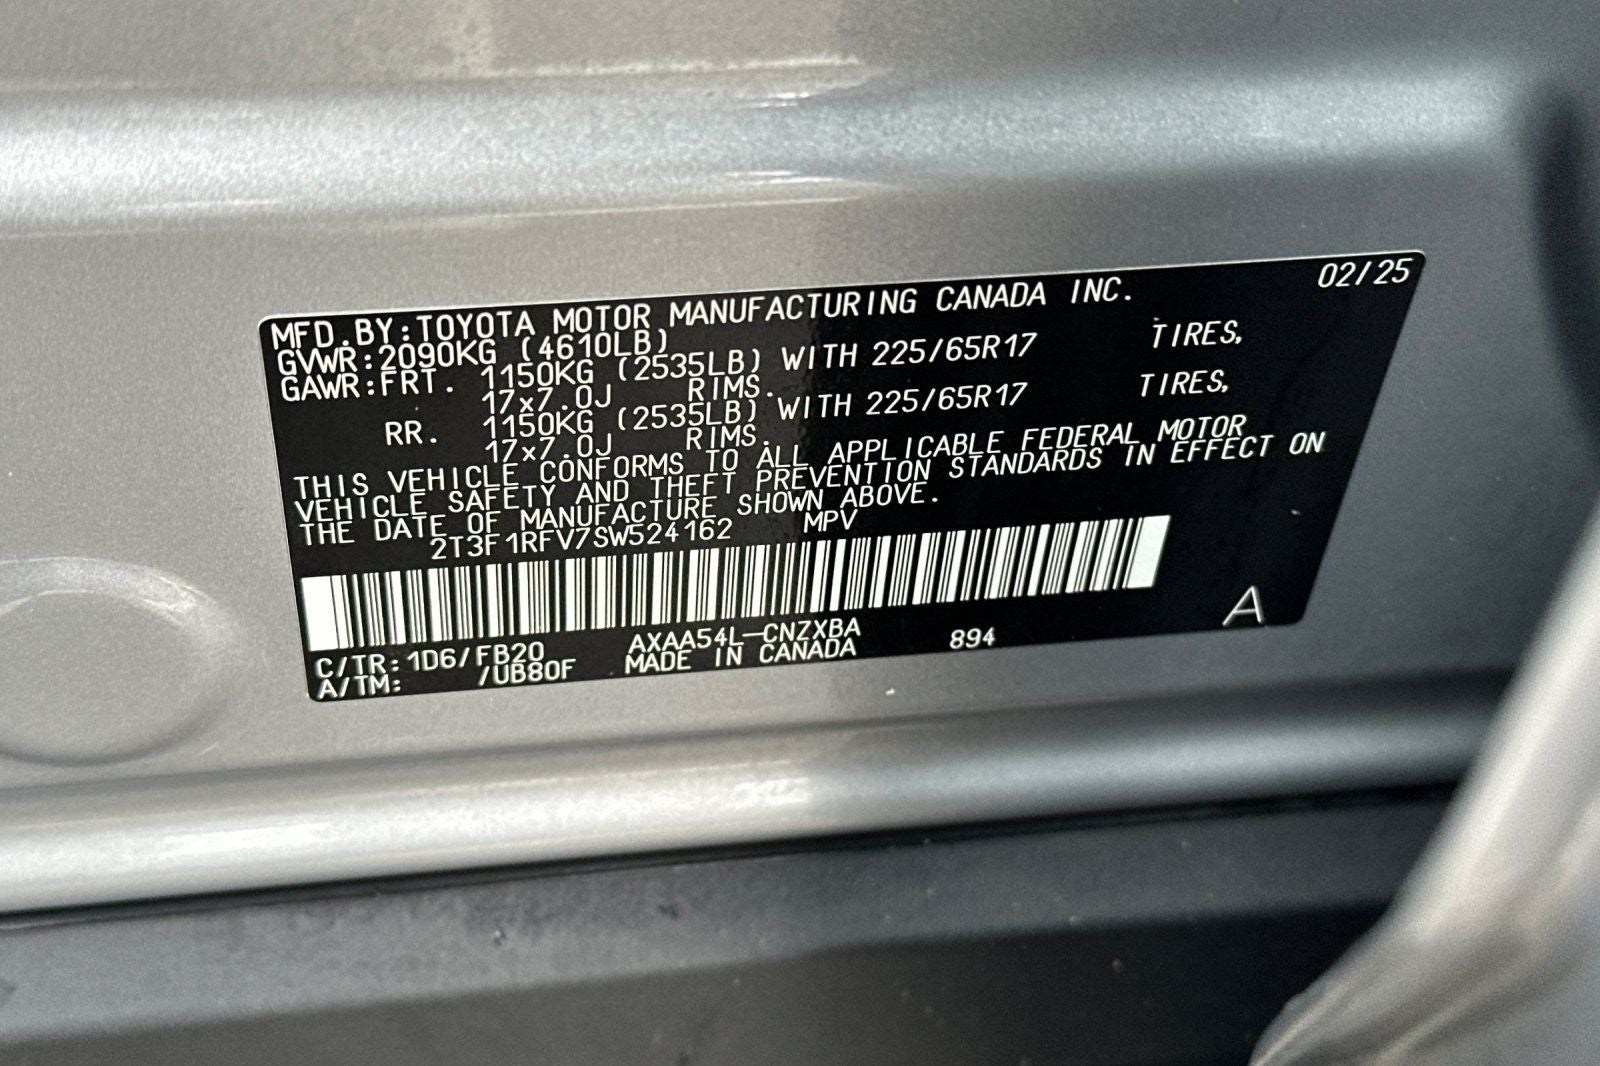 02/25
MFD.BY:TOYOTA MOTOR MANUFACTURING CANADA INC.
GVWR:2090KG (4610LB)
GAWR:FRT. 1150KG (2535LB) WITH 225/65R17 TIRES,
17x7.0J RIMS.
RR. 1150KG (2535LB) WITH 225/65R17 TIRES,
17x7.0J RIMS.
THIS VEHICLE CONFORMS TO ALL APPLICABLE FEDERAL MOTOR
VEHICLE SAFETY AND THEFT PREVENTION STANDARDS IN EFFECT ON
THE DATE OF MANUFACTURE SHOWN ABOVE.
2T3F1RFV7SW524162 MPV
C/TR:1D6/FB20 AXAA54L-CNZXBA 894 A
A/TM: /UB80F MADE IN CANADA